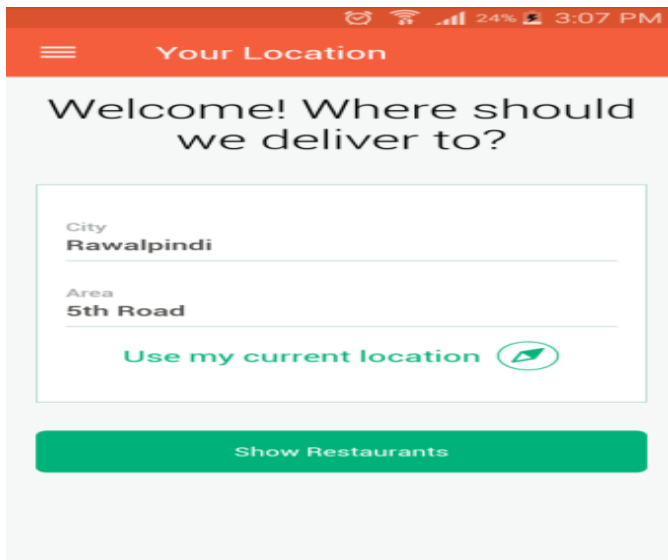 24% 3:07 PM
Your Location
Welcome! Where should
we deliver to?
City
Rawalpindi
Area
5th Road
Use my current location
Show Restaurants